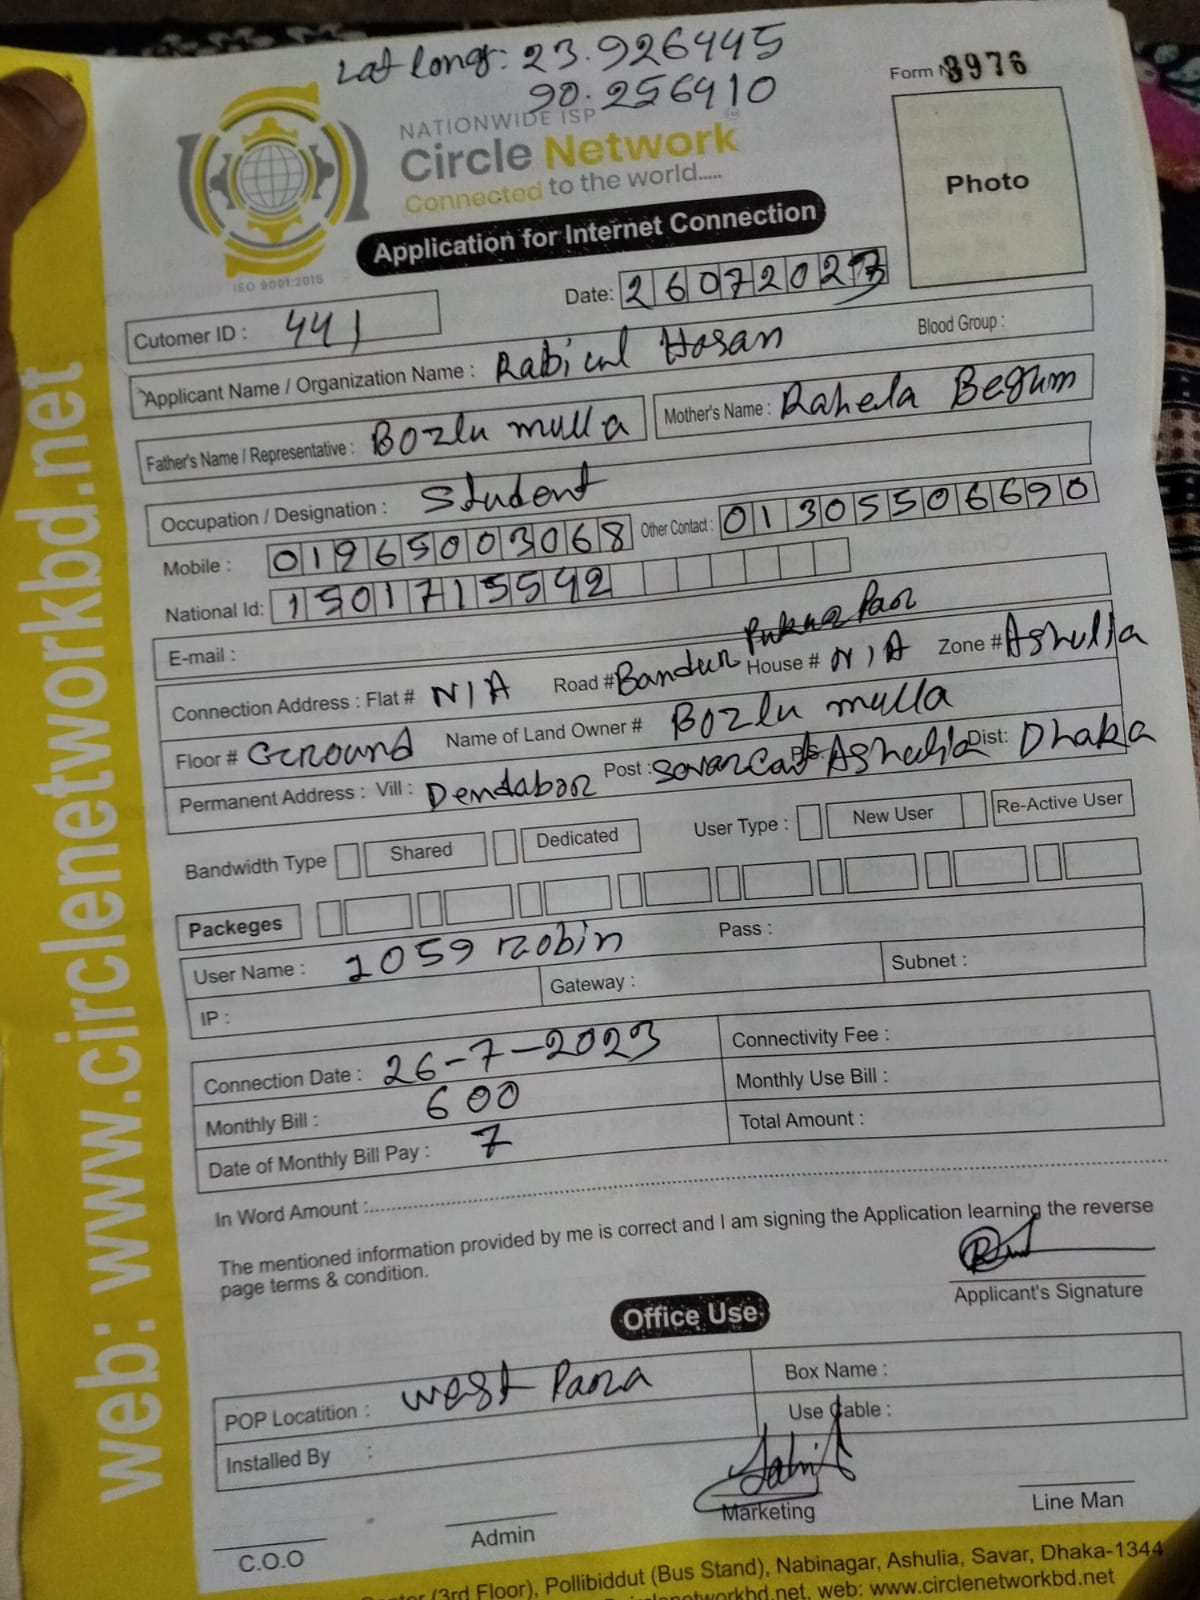 Lat long: 23.926445
90.256410
Form N 3976
NATIONWIDE ISP
Circle Network
Connected to the world.....
ISO 9001:2015
Photo
Application for Internet Connection
Date: 26072023
Cutomer ID : 441
Applicant Name / Organization Name : Rabiul Hosan Blood Group :
Father's Name / Representative : Bozlu mulla Mother's Name : Rahela Begum
Occupation / Designation : Student
Mobile : 01965003068 Other Contact : 01305506690
National Id: 1501715542
E-mail :
Connection Address : Flat # N/A Road # Bandur Pukur Par House # N/A Zone # Ashulia
Floor # Ground Name of Land Owner # Bozlu mulla
Permanent Address : Vill : Dendabor Post : Savar Cant P.S: Ashulia Dist: Dhaka
Bandwidth Type Shared Dedicated User Type : New User Re-Active User
Packeges
User Name : 2059 Robin Pass :
IP : Gateway : Subnet :
Connection Date : 26-7-2023 Connectivity Fee :
Monthly Bill : 600 Monthly Use Bill :
Date of Monthly Bill Pay : 7 Total Amount :
In Word Amount :
The mentioned information provided by me is correct and I am signing the Application learning the reverse
page terms & condition.
Applicant's Signature
Office Use
POP Locatition : West Para Box Name :
Installed By : Use Cable :
C.O.O Admin Marketing Line Man
(3rd Floor), Pollibiddut (Bus Stand), Nabinagar, Ashulia, Savar, Dhaka-1344
web: www.circlenetworkbd.net
web: www.circlenetworkbd.net